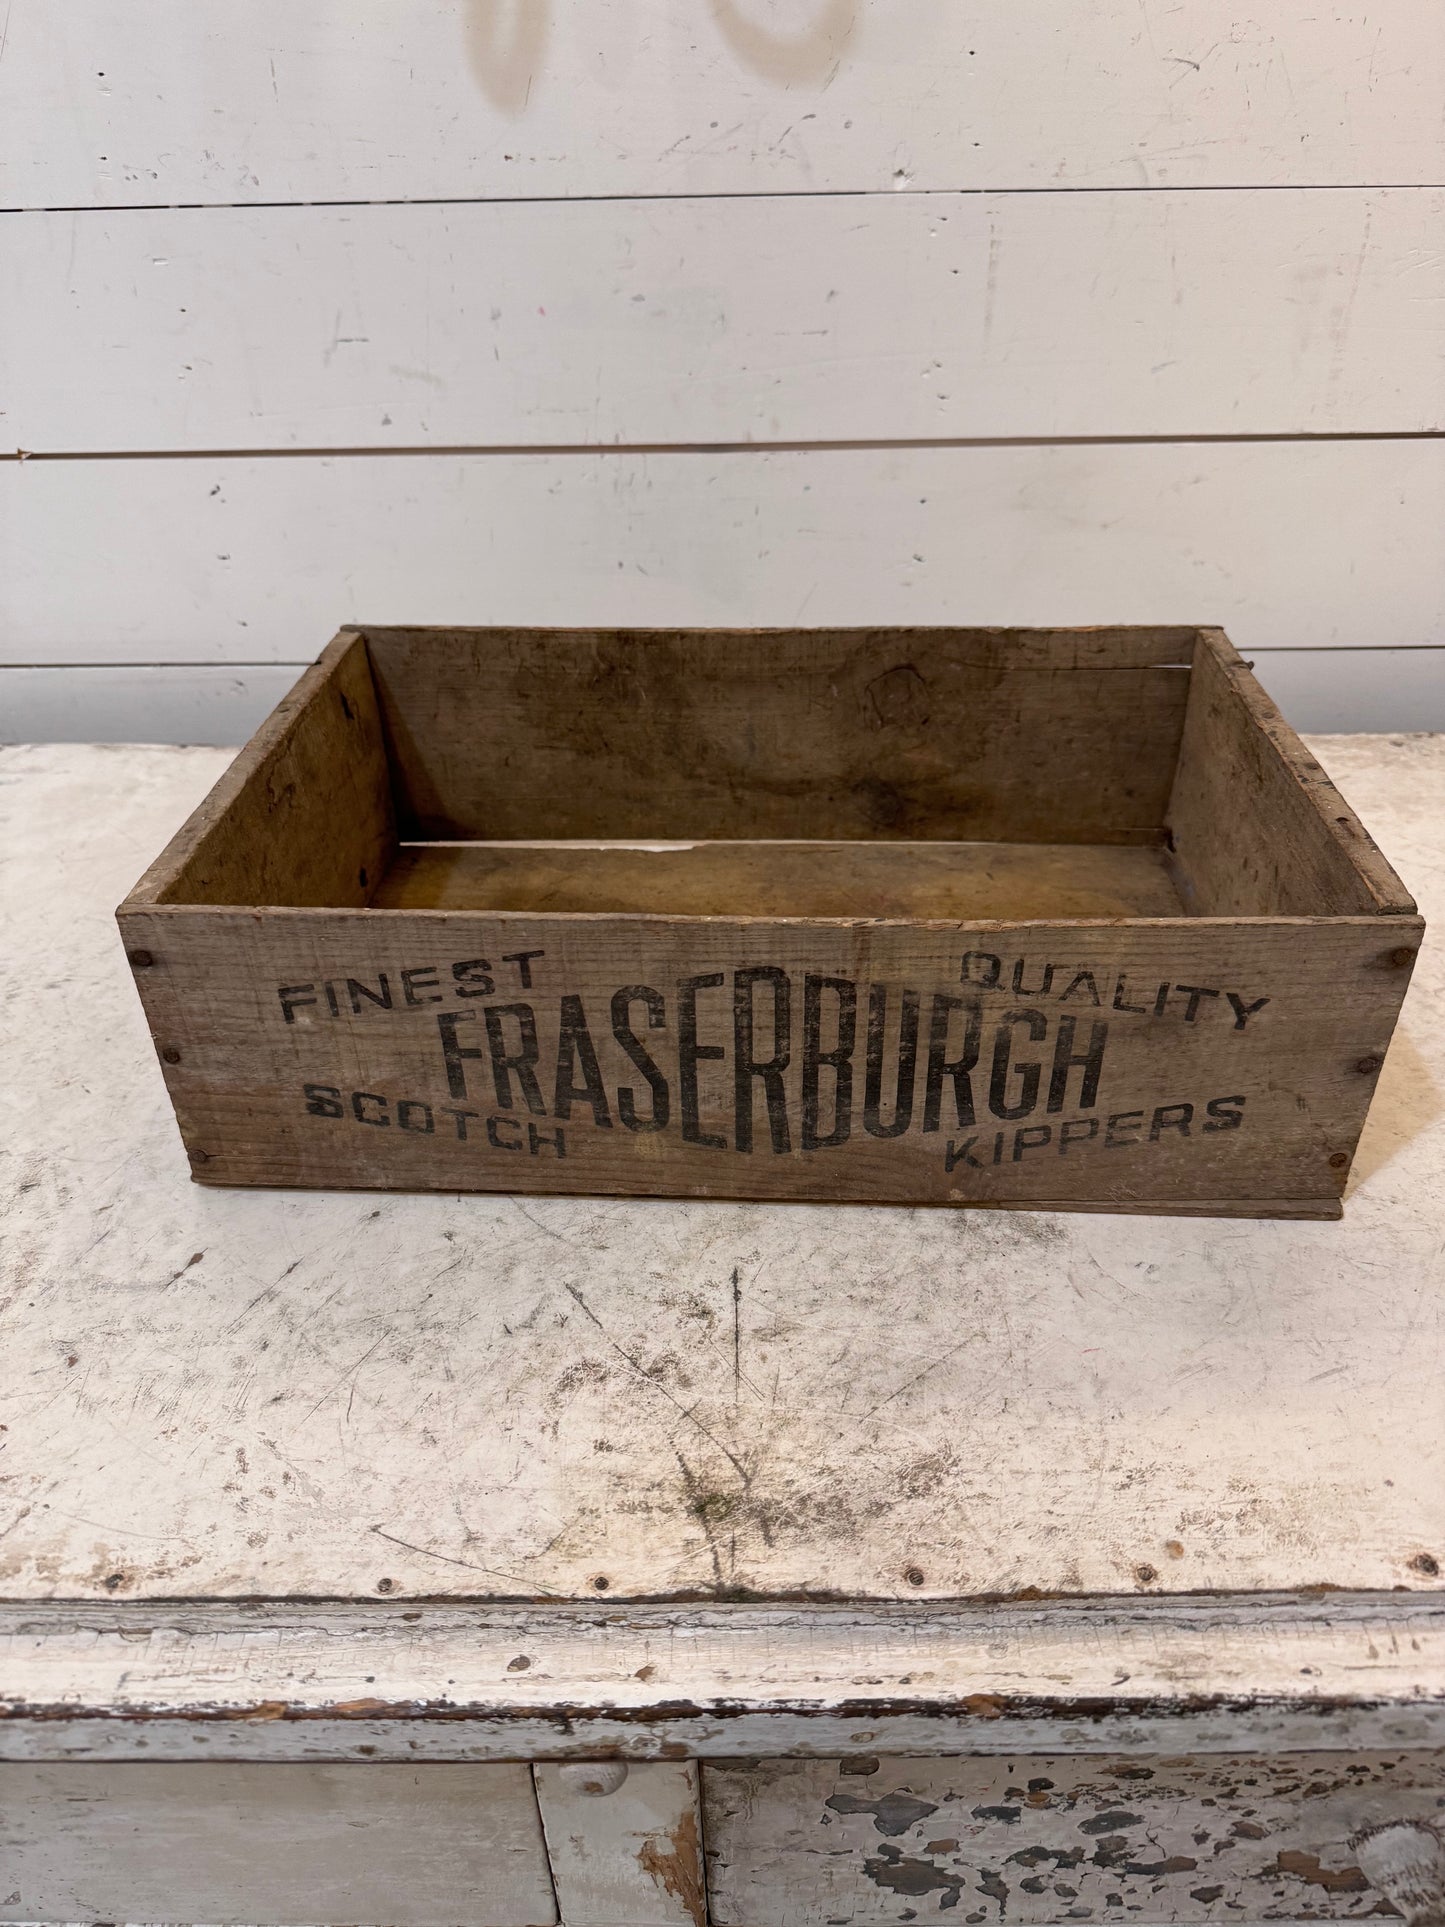 FINEST QUALITY
FRASERBURGH
SCOTCH KIPPERS